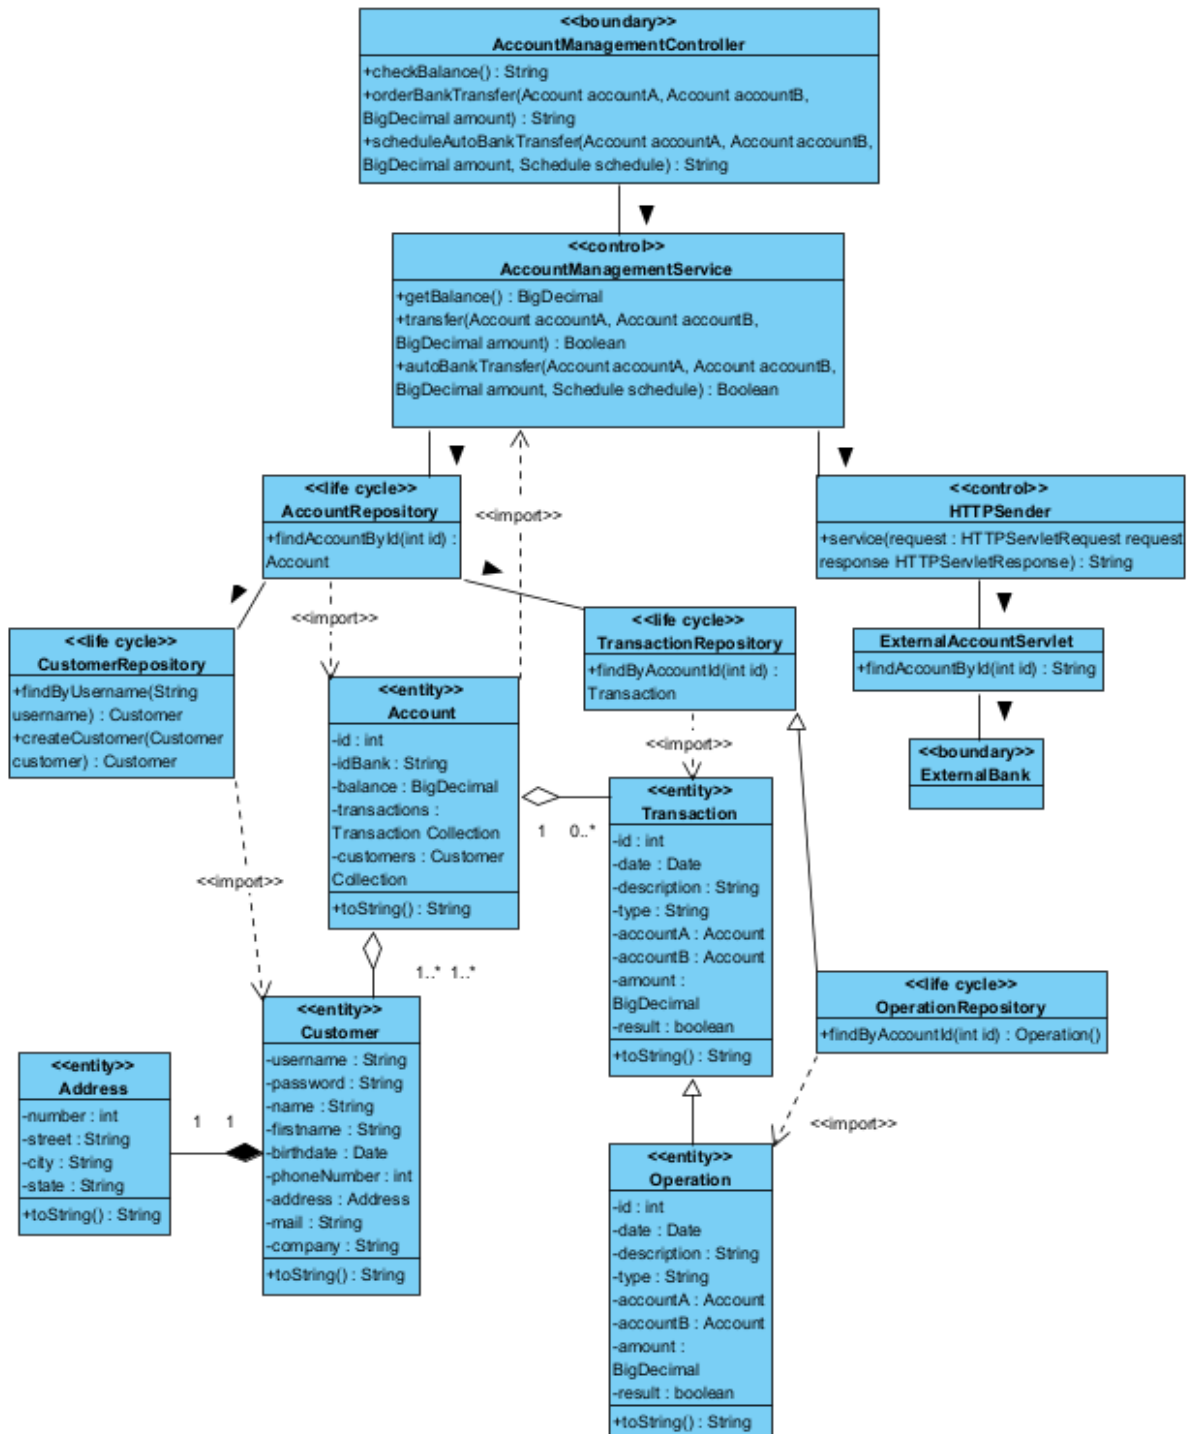 <<boundary>>
AccountManagementController
+checkBalance() : String
+orderBankTransfer(Account accountA, Account accountB,
BigDecimal amount) : String
+scheduleAutoBankTransfer(Account accountA, Account accountB,
BigDecimal amount, Schedule schedule) : String
<<control>>
AccountManagementService
+getBalance() : BigDecimal
+transfer(Account accountA, Account accountB,
BigDecimal amount) : Boolean
+autoBankTransfer(Account accountA, Account accountB,
BigDecimal amount, Schedule schedule) : Boolean
<<life cycle>>
AccountRepository
+findAccountById(int id) :
Account
<<import>>
<<control>>
HTTPSender
+service(request : HTTPServletRequest request
response HTTPServletResponse) : String
<<import>>
<<life cycle>>
CustomerRepository
+findByUsername(String
username) : Customer
+createCustomer(Customer
customer) : Customer
<<life cycle>>
TransactionRepository
+findByAccountId(int id) :
Transaction
ExternalAccountServlet
+findAccountById(int id) : String
<<entity>>
Account
-id : int
-idBank : String
-balance : BigDecimal
-transactions :
Transaction Collection
-customers : Customer
Collection
+toString() : String
<<import>>
<<boundary>>
ExternalBank
1 0..*
<<entity>>
Transaction
-id : int
-date : Date
-description : String
-type : String
-accountA : Account
-accountB : Account
-amount :
BigDecimal
-result : boolean
+toString() : String
<<import>>
1..* 1..*
<<life cycle>>
OperationRepository
+findByAccountId(int id) : Operation()
<<entity>>
Customer
-username : String
-password : String
-name : String
-firstname : String
-birthdate : Date
-phoneNumber : int
-address : Address
-mail : String
-company : String
+toString() : String
<<entity>>
Address
-number : int
-street : String
-city : String
-state : String
+toString() : String
1 1
<<import>>
<<entity>>
Operation
-id : int
-date : Date
-description : String
-type : String
-accountA : Account
-accountB : Account
-amount :
BigDecimal
-result : boolean
+toString() : String